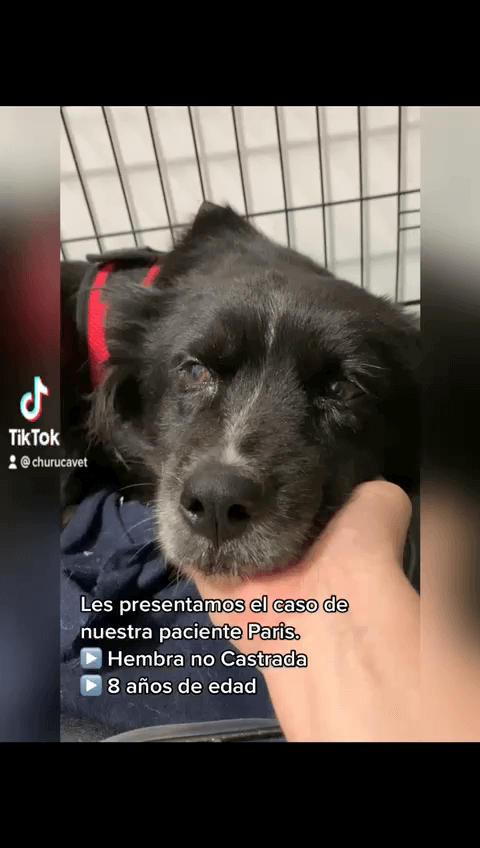 TikTok
@churucavet
Les presentamos el caso de
nuestra paciente Paris.
▶️ Hembra no Castrada
▶️ 8 años de edad